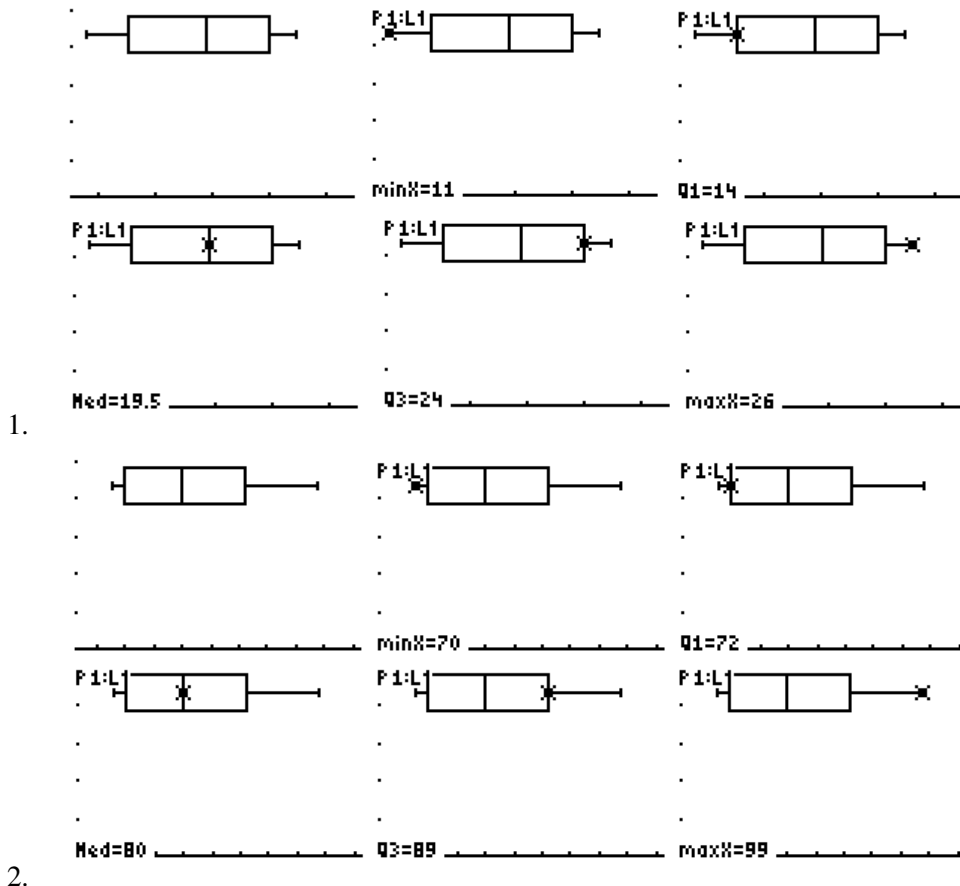 P1:L1 P1:L1
minX=11 Q1=14
P1:L1 P1:L1 P1:L1
Med=19.5 Q3=24 maxX=26
1.
P1:L1 P1:L1
minX=70 Q1=72
P1:L1 P1:L1 P1:L1
Med=80 Q3=89 maxX=99
2.